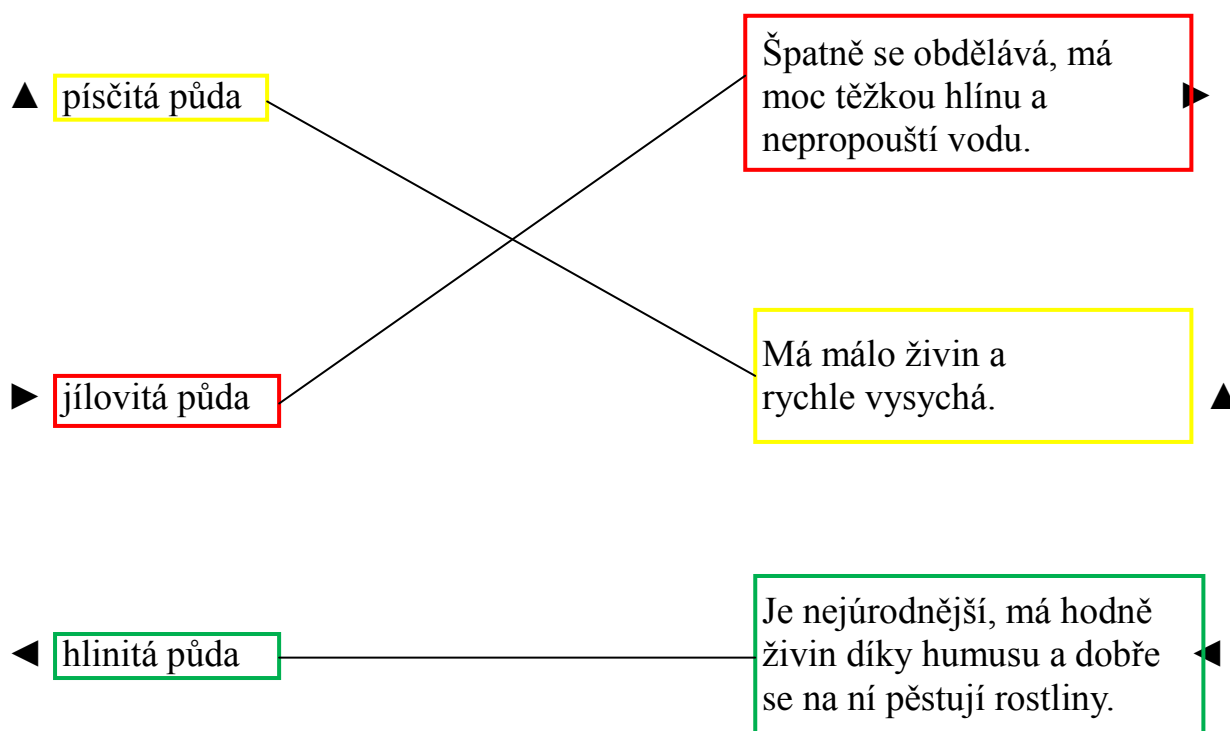 písčitá půda
Špatně se obdělává, má
moc těžkou hlínu a
nepropouští vodu.
jílovitá půda
Má málo živin a
rychle vysychá.
hlinitá půda
Je nejúrodnější, má hodně
živin díky humusu a dobře
se na ní pěstují rostliny.